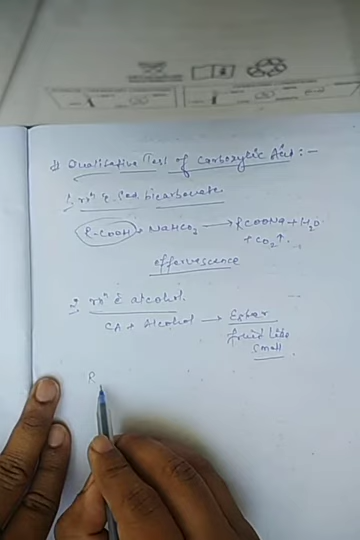 1) Qualitative Test of Carboxylic Acid :-
1. rxⁿ c̄ Sod. bicarbonate.
R-COOH + NaHCO₃ → RCOONa + H₂O
+ CO₂↑.
effervescence
2. rxⁿ c̄ alcohol.
CA + Alcohol → Ester
fruit like
Smell
R